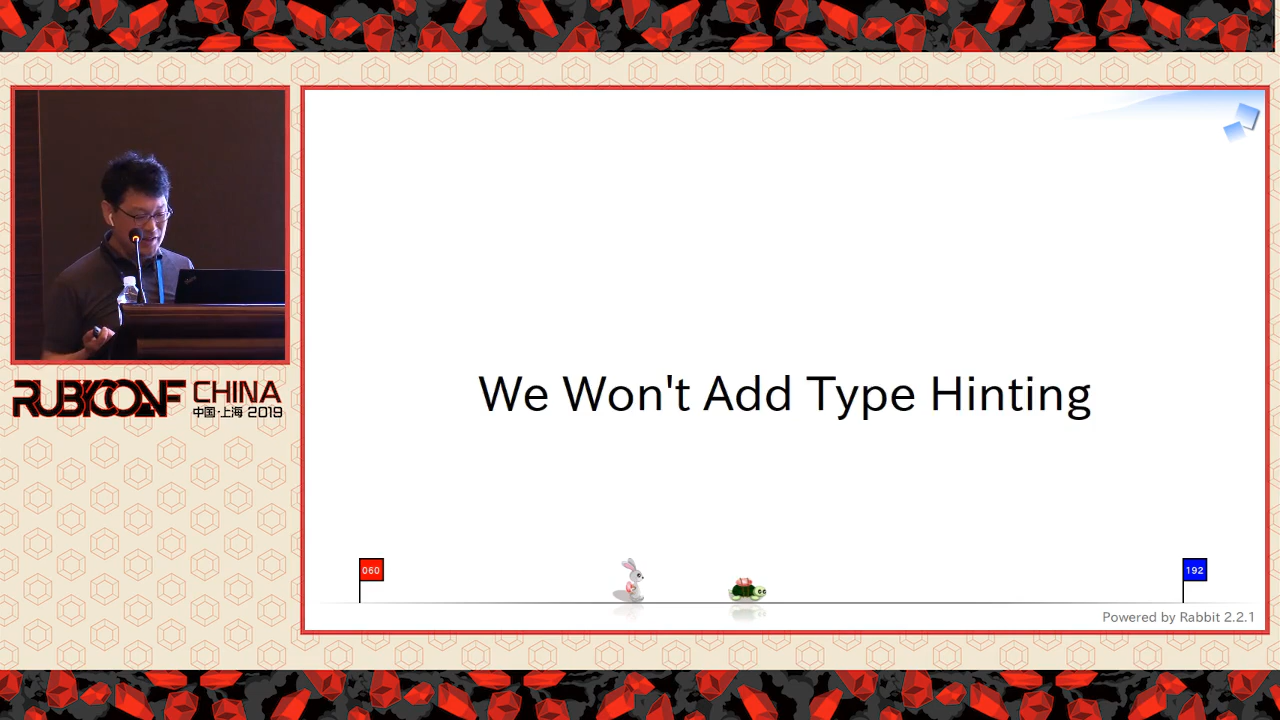 We Won't Add Type Hinting
060
192
Powered by Rabbit 2.2.1
RUBYCONF CHINA
中国·上海 2019